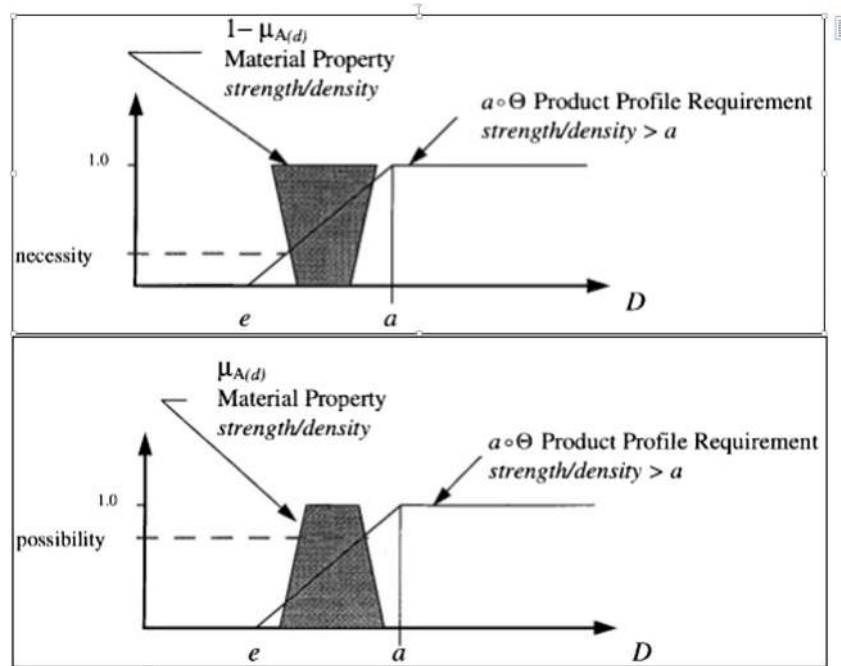 1− μA(d)
Material Property
strength/density
a∘Θ Product Profile Requirement
strength/density > a
1.0
necessity
e
a
D
μA(d)
Material Property
strength/density
a∘Θ Product Profile Requirement
strength/density > a
1.0
possibility
e
a
D